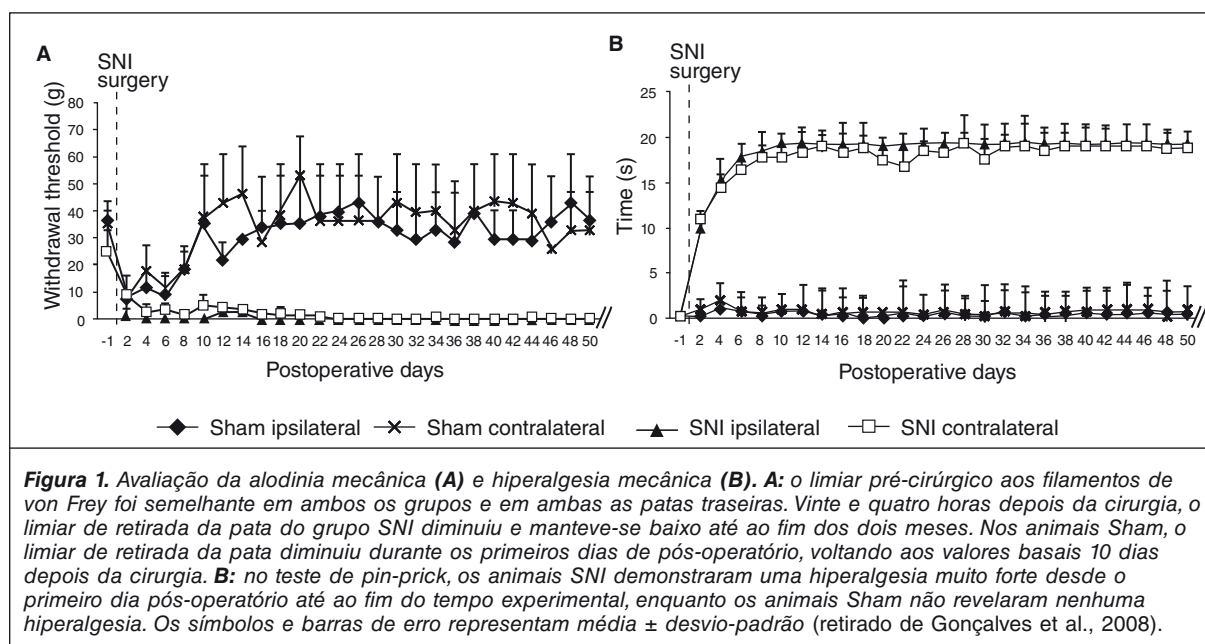 A
SNI
surgery
Withdrawal threshold (g)
80
70
60
50
40
30
20
10
0
-1 2 4 6 8 10 12 14 16 18 20 22 24 26 28 30 32 34 36 38 40 42 44 46 48 50
Postoperative days
B
SNI
surgery
Time (s)
25
20
15
10
5
0
-1 2 4 6 8 10 12 14 16 18 20 22 24 26 28 30 32 34 36 38 40 42 44 46 48 50
Postoperative days
Sham ipsilateral Sham contralateral SNI ipsilateral SNI contralateral
Figura 1. Avaliação da alodinia mecânica (A) e hiperalgesia mecânica (B). A: o limiar pré-cirúrgico aos filamentos de
von Frey foi semelhante em ambos os grupos e em ambas as patas traseiras. Vinte e quatro horas depois da cirurgia, o
limiar de retirada da pata do grupo SNI diminuiu e manteve-se baixo até ao fim dos dois meses. Nos animais Sham, o
limiar de retirada da pata diminuiu durante os primeiros dias de pós-operatório, voltando aos valores basais 10 dias
depois da cirurgia. B: no teste de pin-prick, os animais SNI demonstraram uma hiperalgesia muito forte desde o
primeiro dia pós-operatório até ao fim do tempo experimental, enquanto os animais Sham não revelaram nenhuma
hiperalgesia. Os símbolos e barras de erro representam média ± desvio-padrão (retirado de Gonçalves et al., 2008).